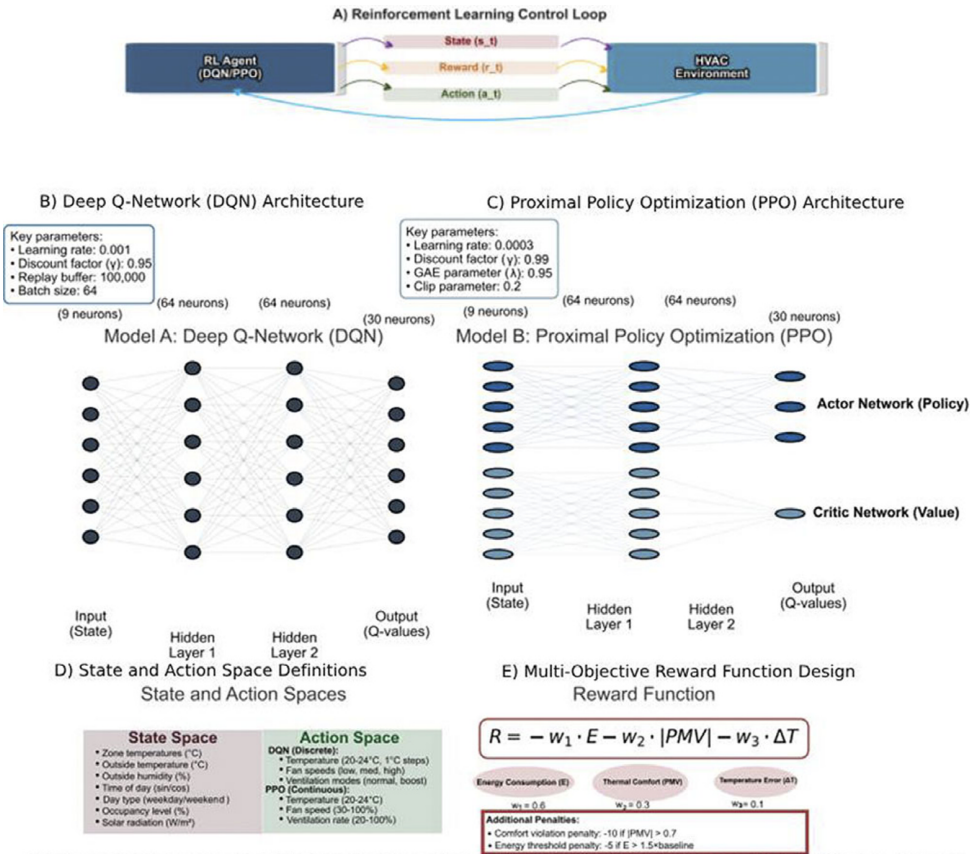 A) Reinforcement Learning Control Loop
RL Agent
(DQN/PPO)
State (s_t)
Reward (r_t)
Action (a_t)
HVAC
Environment
B) Deep Q-Network (DQN) Architecture
Key parameters:
• Learning rate: 0.001
• Discount factor (γ): 0.95
• Replay buffer: 100,000
• Batch size: 64
(9 neurons)
(64 neurons)
(64 neurons)
(30 neurons)
Model A: Deep Q-Network (DQN)
Input
(State)
Hidden
Layer 1
Hidden
Layer 2
Output
(Q-values)
C) Proximal Policy Optimization (PPO) Architecture
Key parameters:
• Learning rate: 0.0003
• Discount factor (γ): 0.99
• GAE parameter (λ): 0.95
• Clip parameter: 0.2
(9 neurons)
(64 neurons)
(64 neurons)
(30 neurons)
Model B: Proximal Policy Optimization (PPO)
Actor Network (Policy)
Critic Network (Value)
Input
(State)
Hidden
Layer 1
Hidden
Layer 2
Output
(Q-values)
D) State and Action Space Definitions
State and Action Spaces
State Space
• Zone temperatures (°C)
• Outside temperature (°C)
• Outside humidity (%)
• Time of day (sin/cos)
• Day type (weekday/weekend )
• Occupancy level (%)
• Solar radiation (W/m²)
Action Space
DQN (Discrete):
• Temperature (20-24°C, 1°C steps)
• Fan speeds (low, med, high)
• Ventilation modes (normal, boost)
PPO (Continuous):
• Temperature (20-24°C)
• Fan speed (30-100%)
• Ventilation rate (20-100%)
E) Multi-Objective Reward Function Design
Reward Function
R = − w₁ · E − w₂ · |PMV| − w₃ · ΔT
Energy Consumption (E)
Thermal Comfort (PMV)
Temperature Error |ΔT|
w₁ = 0.6
w₂ = 0.3
w₃= 0.1
Additional Penalties:
• Comfort violation penalty: -10 if |PMV| > 0.7
• Energy threshold penalty: -5 if E > 1.5×baseline